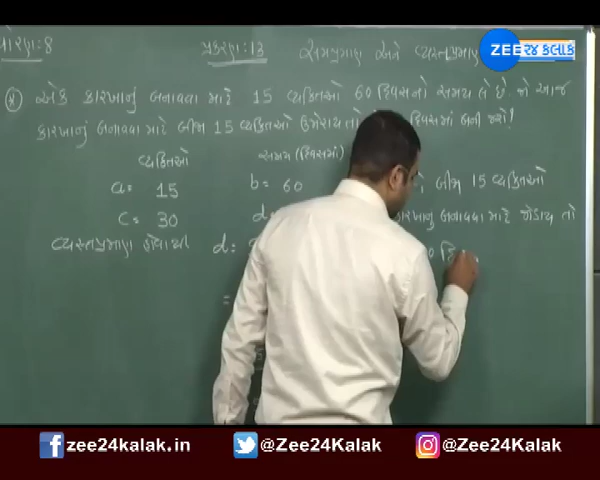 ધોરણ:8 પ્રકરણ:13 સમપ્રમાણ અને વ્યસ્તપ્રમાણ
ZEE ૨૪ કલાક
* એક કારખાનું બનાવવા માટે 15 વ્યક્તિઓ 60 દિવસનો સમય લે છે. જો આજ
કારખાનું બનાવવા માટે બીજા 15 વ્યક્તિઓ ઉમેરાય તો દિવસમાં બની જશે!
વ્યક્તિઓ સમય (દિવસમાં)
a = 15 b = 60 બીજા 15 વ્યક્તિઓ
c = 30 d = કારખાનું બનાવવા માટે જોડાય તો
વ્યસ્તપ્રમાણ હોવાથી d =
=
zee24kalak.in @Zee24Kalak @Zee24Kalak